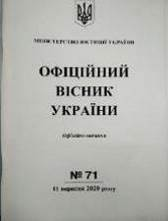 МІНІСТЕРСТВО ЮСТИЦІЇ УКРАЇНИ
ОФІЦІЙНИЙ
ВІСНИК
УКРАЇНИ
офіційне видання
№ 71
11 вересня 2020 року